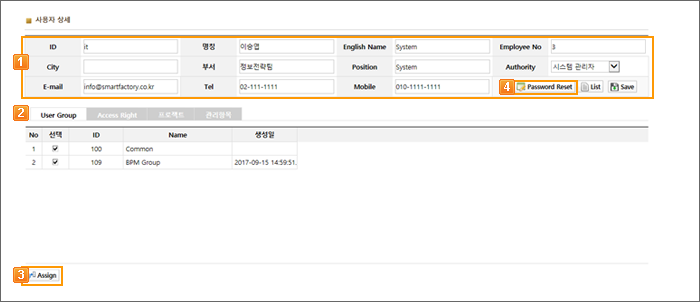 사용자 상세
1
ID it 명칭 이승엽 English Name System Employee No 3
City 부서 정보전략팀 Position System Authority 시스템 관리자
E-mail info@smartfactory.co.kr Tel 02-111-1111 Mobile 010-1111-1111 4 Password Reset List Save
2 User Group Access Right 프로젝트 관리절차
No 선택 ID Name 생성일
1 100 Common
2 109 BPM Group 2017-09-15 14:59:51.
3 Assign